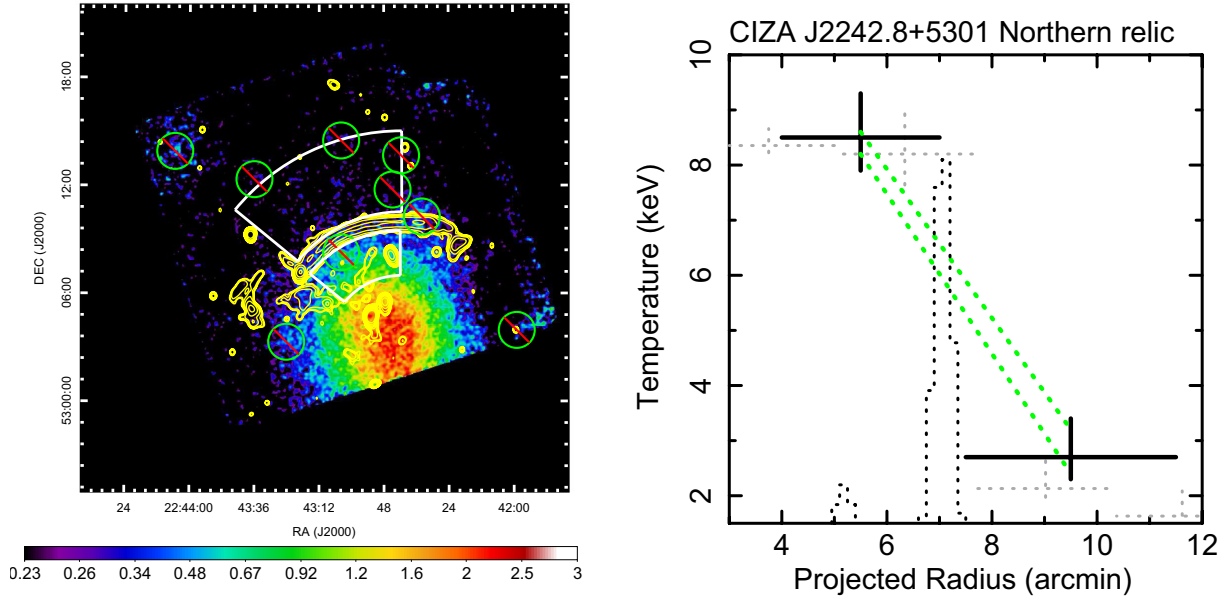 18:00
12:00
06:00
53:00:00
DEC (J2000)
24 22:44:00 43:36 43:12 48 24 42:00
RA (J2000)
0.23 0.26 0.34 0.48 0.67 0.92 1.2 1.6 2 2.5 3
CIZA J2242.8+5301 Northern relic
10
8
6
4
2
Temperature (keV)
4 6 8 10 12
Projected Radius (arcmin)